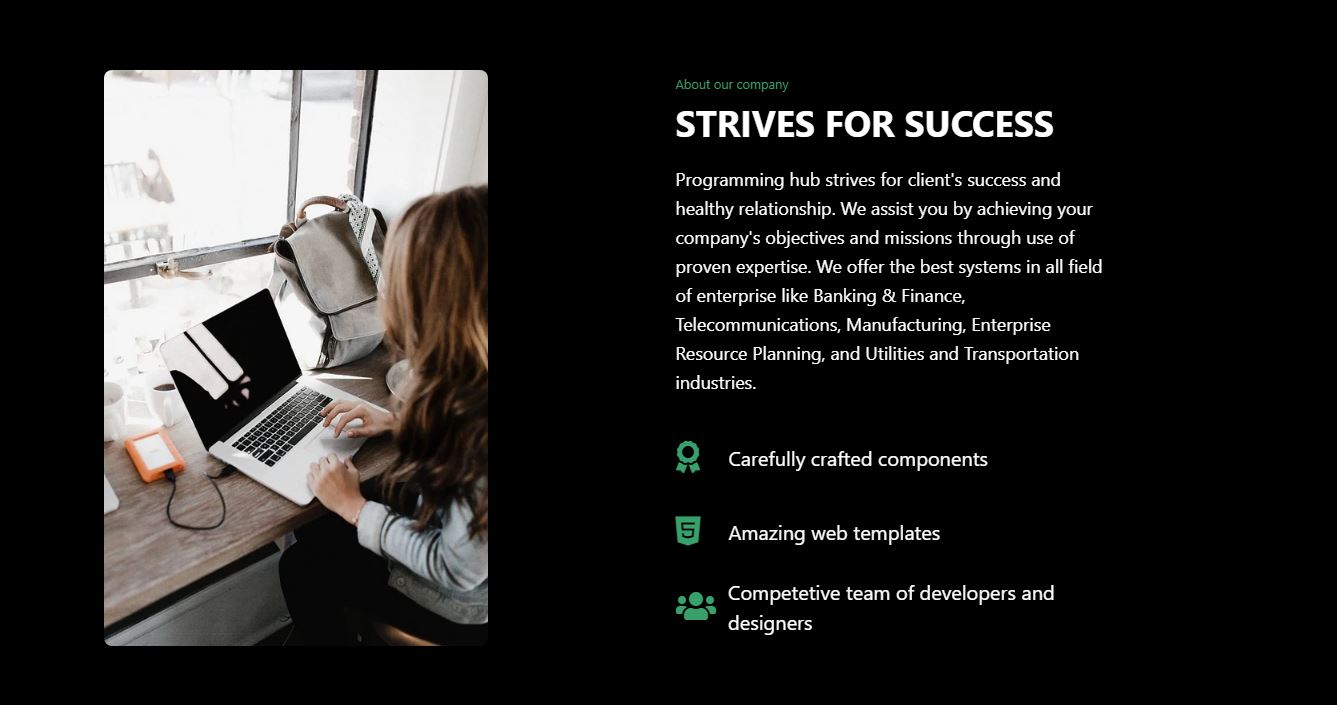 About our company
STRIVES FOR SUCCESS
Programming hub strives for client's success and
healthy relationship. We assist you by achieving your
company's objectives and missions through use of
proven expertise. We offer the best systems in all field
of enterprise like Banking & Finance,
Telecommunications, Manufacturing, Enterprise
Resource Planning, and Utilities and Transportation
industries.
Carefully crafted components
Amazing web templates
Competetive team of developers and
designers